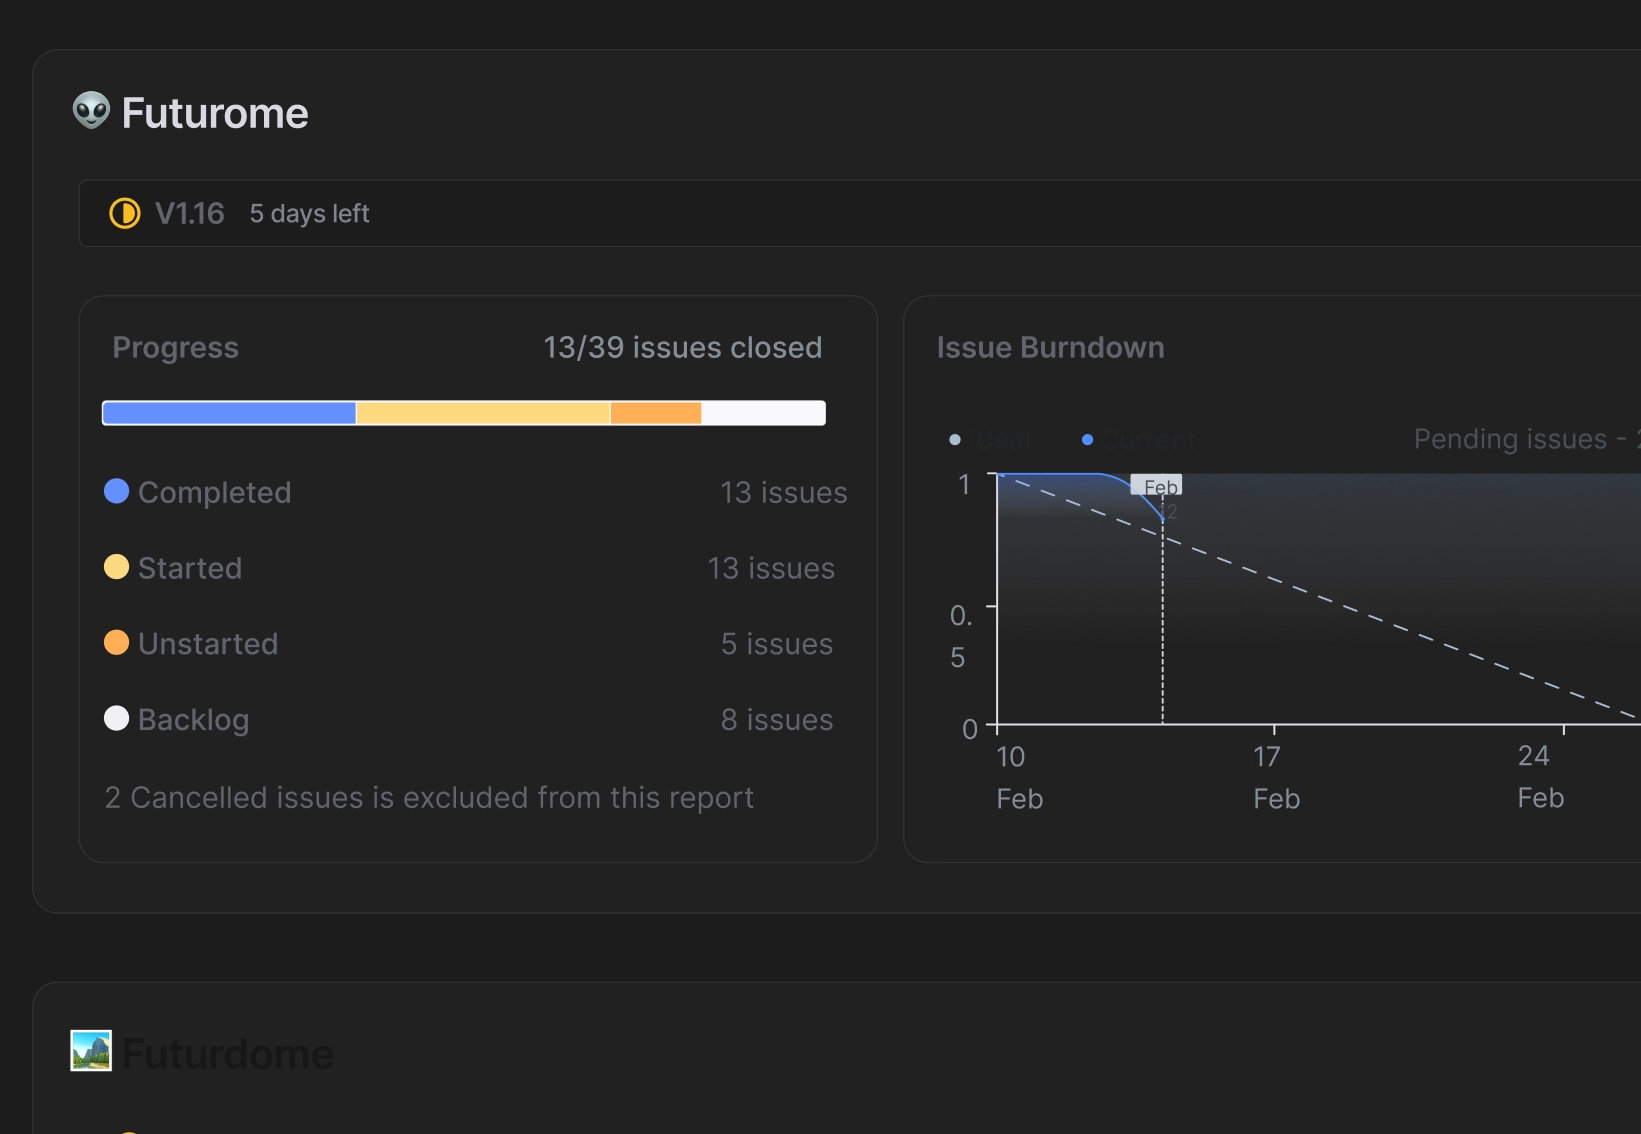 Futurome
V1.16 5 days left
Progress 13/39 issues closed
Completed 13 issues
Started 13 issues
Unstarted 5 issues
Backlog 8 issues
2 Cancelled issues is excluded from this report
Issue Burndown
Ideal Current Pending issues -
1
0.
5
0
Feb
10
Feb
17
Feb
24
Feb
Futurdome